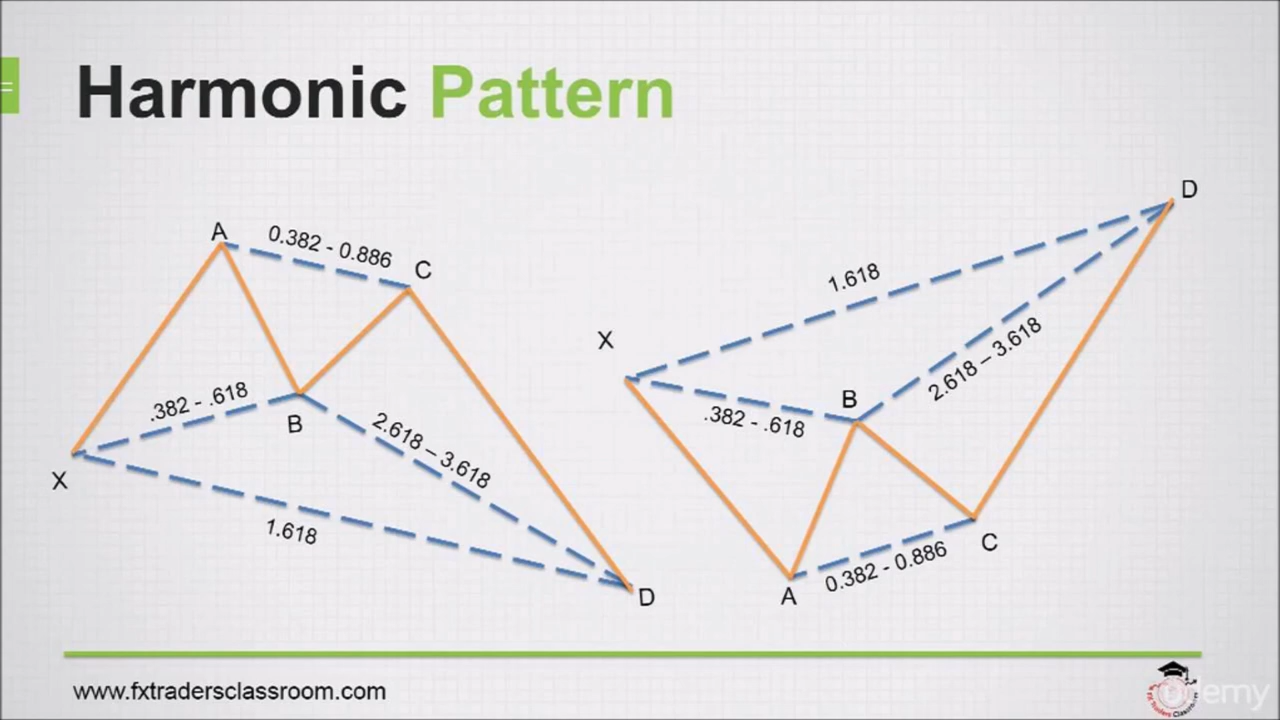 Harmonic Pattern
A
0.382 - 0.886
C
.382 - .618
B
2.618 – 3.618
X
1.618
D
D
1.618
X
2.618 – 3.618
B
.382 - .618
C
0.382 - 0.886
A
www.fxtradersclassroom.com
udemy